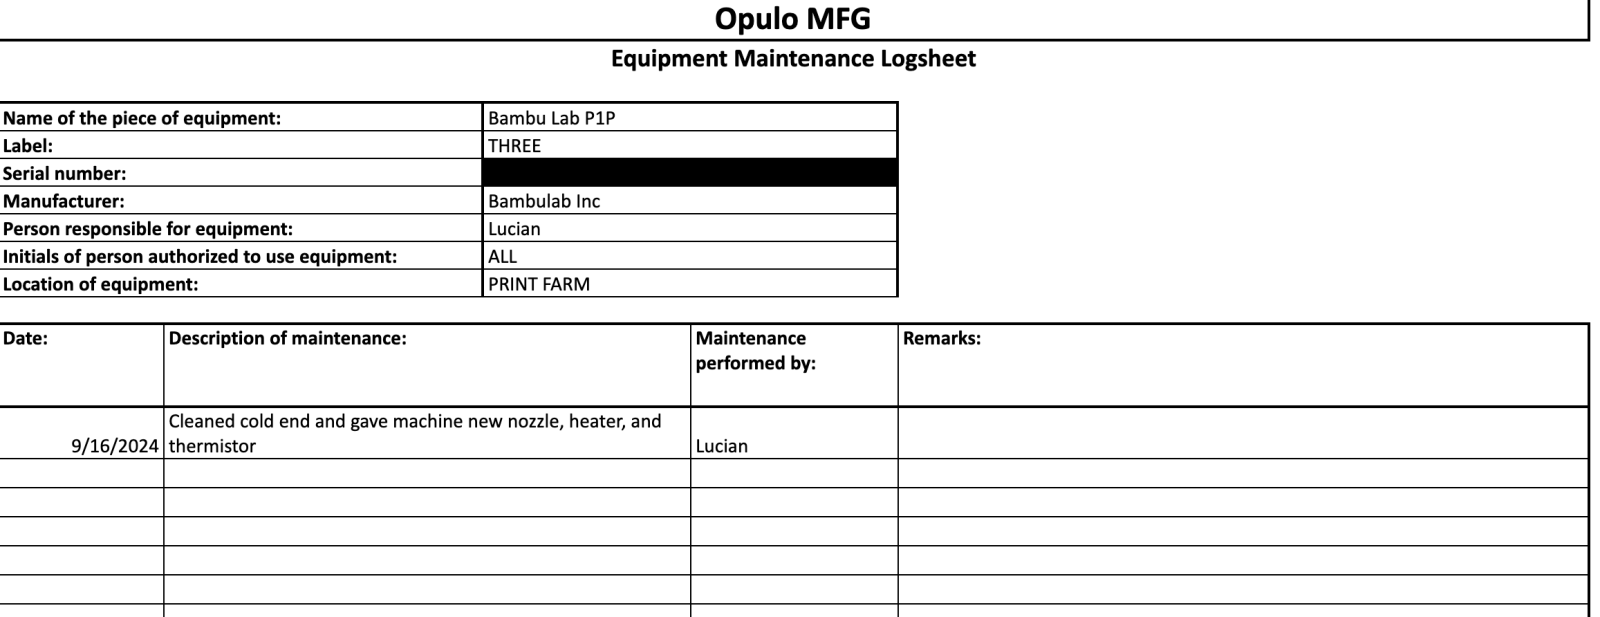 Opulo MFG
Equipment Maintenance Logsheet
Name of the piece of equipment: Bambu Lab P1P
Label: THREE
Serial number:
Manufacturer: Bambulab Inc
Person responsible for equipment: Lucian
Initials of person authorized to use equipment: ALL
Location of equipment: PRINT FARM
Date: Description of maintenance: Maintenance performed by: Remarks:
9/16/2024 Cleaned cold end and gave machine new nozzle, heater, and thermistor Lucian